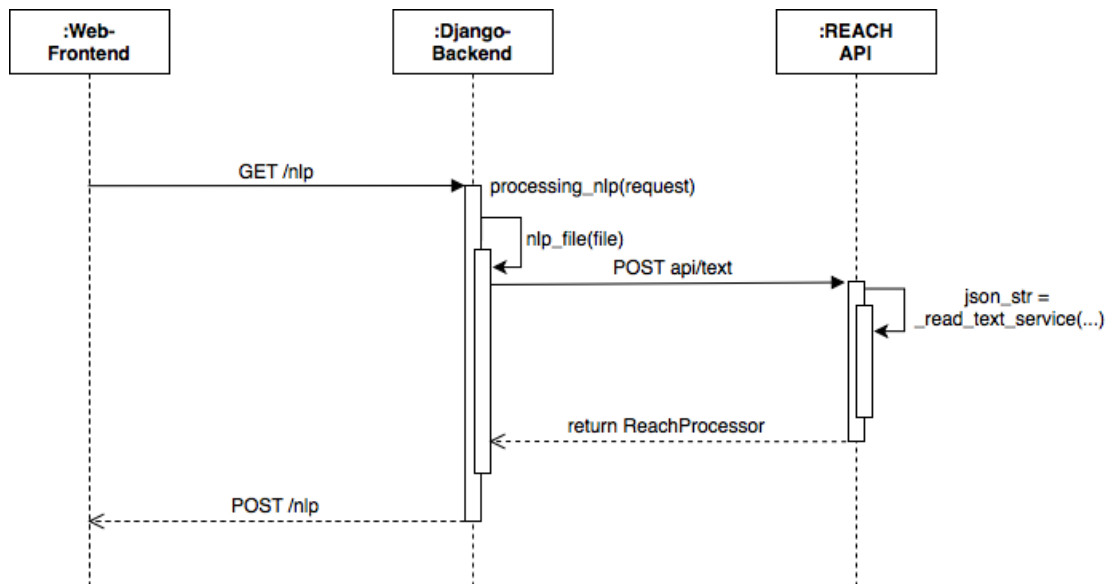 :Web-
Frontend
:Django-
Backend
:REACH
API
GET /nlp
processing_nlp(request)
nlp_file(file)
POST api/text
json_str =
_read_text_service(...)
return ReachProcessor
POST /nlp